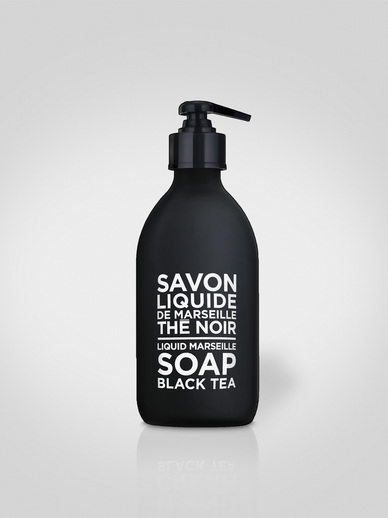 SAVON
LIQUIDE
DE MARSEILLE
THÉ NOIR
LIQUID MARSEILLE
SOAP
BLACK TEA